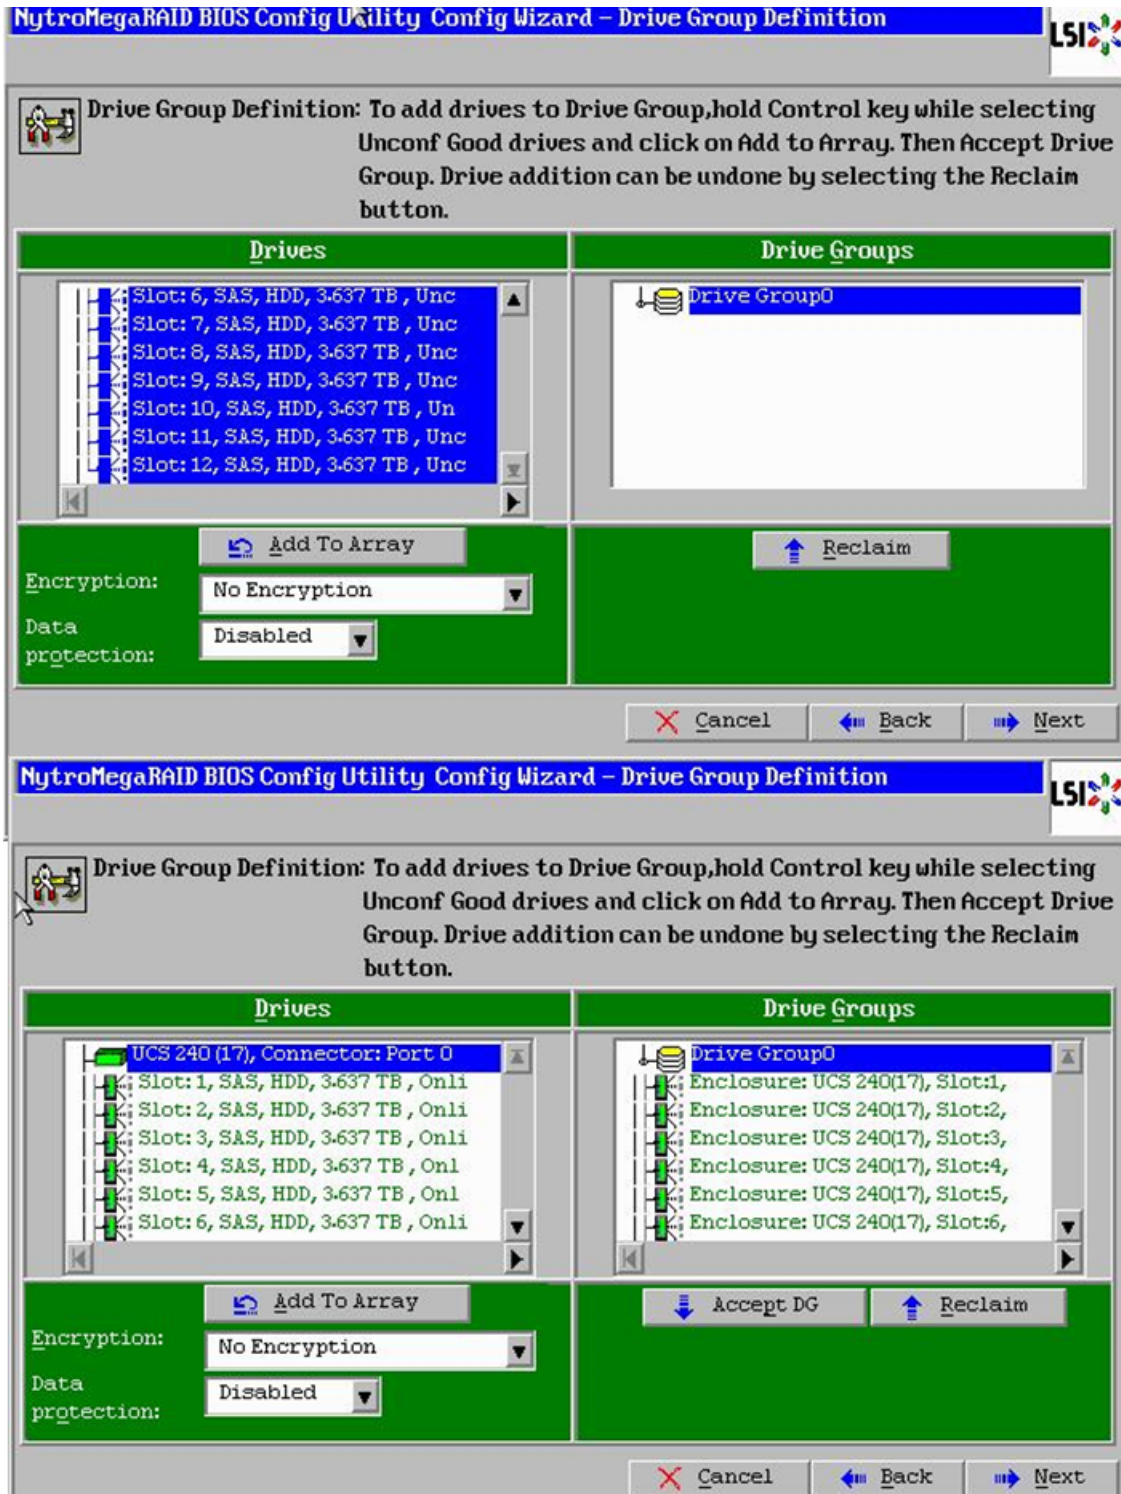 NytroMegaRAID BIOS Config Utility Config Wizard – Drive Group Definition
LSI
Drive Group Definition: To add drives to Drive Group,hold Control key while selecting
Unconf Good drives and click on Add to Array. Then Accept Drive
Group. Drive addition can be undone by selecting the Reclaim
button.
Drives
Drive Groups
Slot: 6, SAS, HDD, 3.637 TB , Unc
Slot: 7, SAS, HDD, 3.637 TB , Unc
Slot: 8, SAS, HDD, 3.637 TB , Unc
Slot: 9, SAS, HDD, 3.637 TB , Unc
Slot: 10, SAS, HDD, 3.637 TB , Un
Slot: 11, SAS, HDD, 3.637 TB , Unc
Slot: 12, SAS, HDD, 3.637 TB , Unc
Drive Group0
Add To Array
Reclaim
Encryption:
No Encryption
Data
protection:
Disabled
Cancel
Back
Next
NytroMegaRAID BIOS Config Utility Config Wizard – Drive Group Definition
LSI
Drive Group Definition: To add drives to Drive Group,hold Control key while selecting
Unconf Good drives and click on Add to Array. Then Accept Drive
Group. Drive addition can be undone by selecting the Reclaim
button.
Drives
Drive Groups
UCS 240 (17), Connector: Port 0
Slot: 1, SAS, HDD, 3.637 TB , Onli
Slot: 2, SAS, HDD, 3.637 TB , Onli
Slot: 3, SAS, HDD, 3.637 TB , Onli
Slot: 4, SAS, HDD, 3.637 TB , Onl
Slot: 5, SAS, HDD, 3.637 TB , Onl
Slot: 6, SAS, HDD, 3.637 TB , Onli
Drive Group0
Enclosure: UCS 240(17), Slot:1,
Enclosure: UCS 240(17), Slot:2,
Enclosure: UCS 240(17), Slot:3,
Enclosure: UCS 240(17), Slot:4,
Enclosure: UCS 240(17), Slot:5,
Enclosure: UCS 240(17), Slot:6,
Add To Array
Accept DG
Reclaim
Encryption:
No Encryption
Data
protection:
Disabled
Cancel
Back
Next